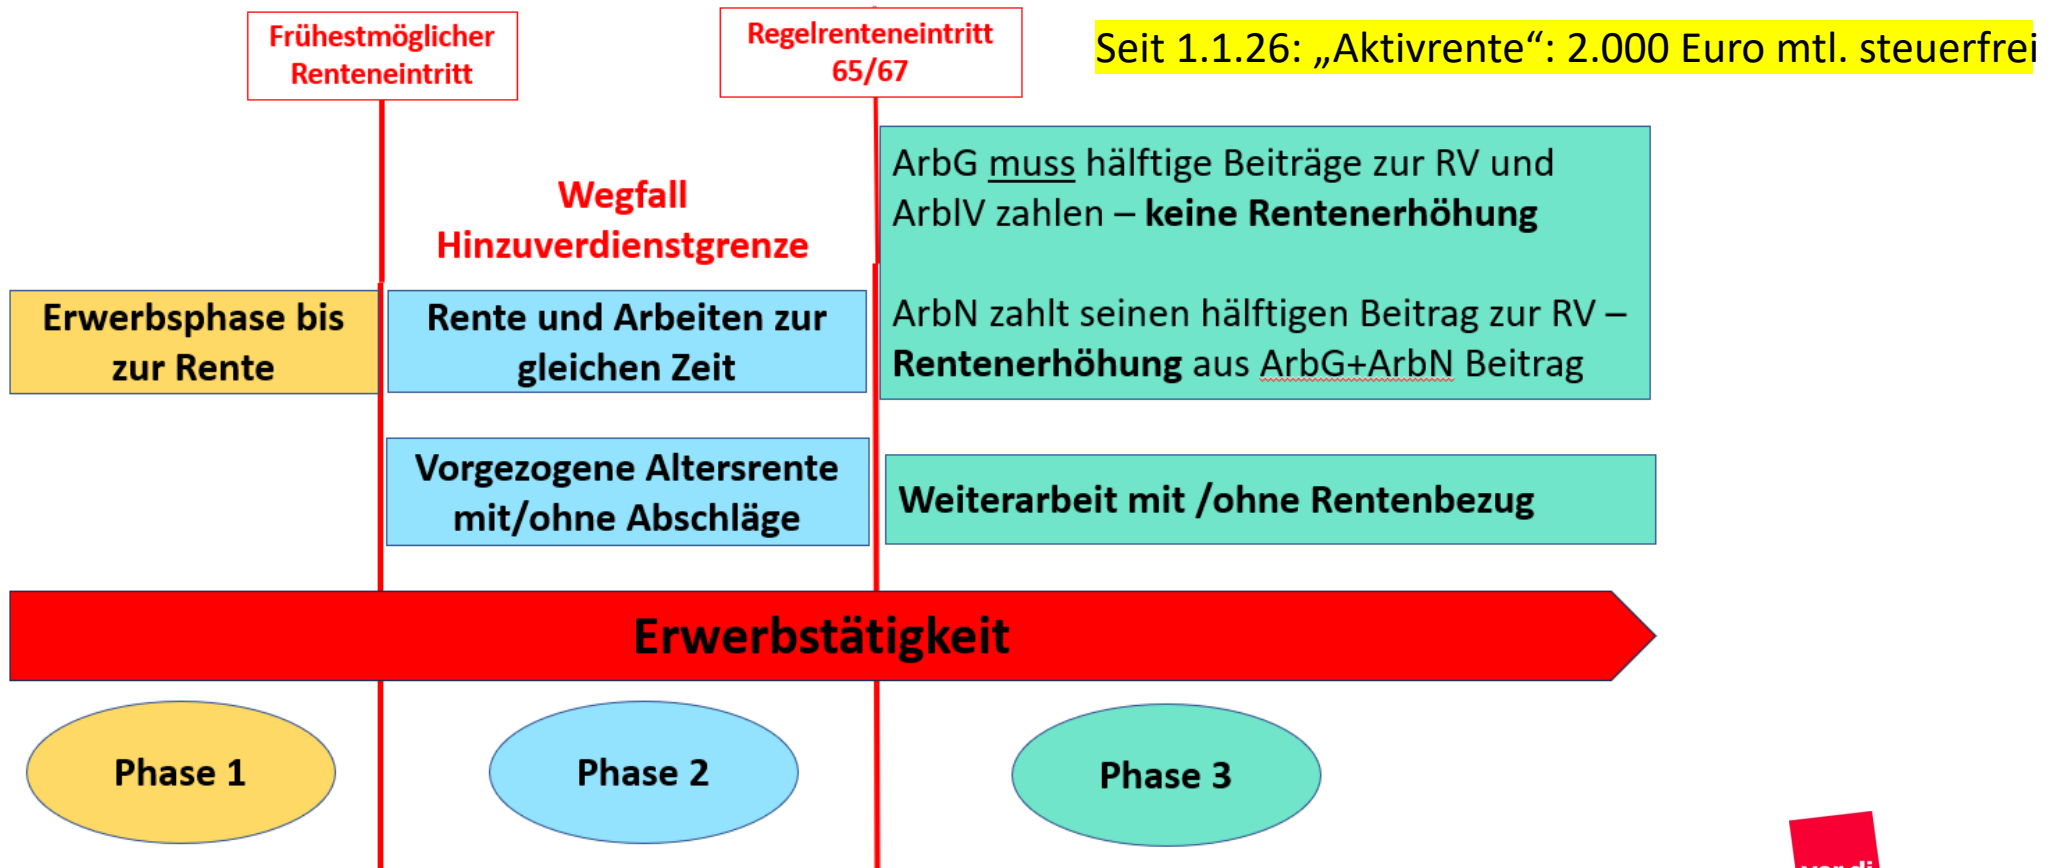 Frühestmöglicher
Renteneintritt
Regelrenteneintritt
65/67
Seit 1.1.26: „Aktivrente“: 2.000 Euro mtl. steuerfrei
Wegfall
Hinzuverdienstgrenze
ArbG muss hälftige Beiträge zur RV und
ArblV zahlen – keine Rentenerhöhung
ArbN zahlt seinen hälftigen Beitrag zur RV –
Rentenerhöhung aus ArbG+ArbN Beitrag
Erwerbsphase bis
zur Rente
Rente und Arbeiten zur
gleichen Zeit
Vorgezogene Altersrente
mit/ohne Abschläge
Weiterarbeit mit /ohne Rentenbezug
Erwerbstätigkeit
Phase 1
Phase 2
Phase 3